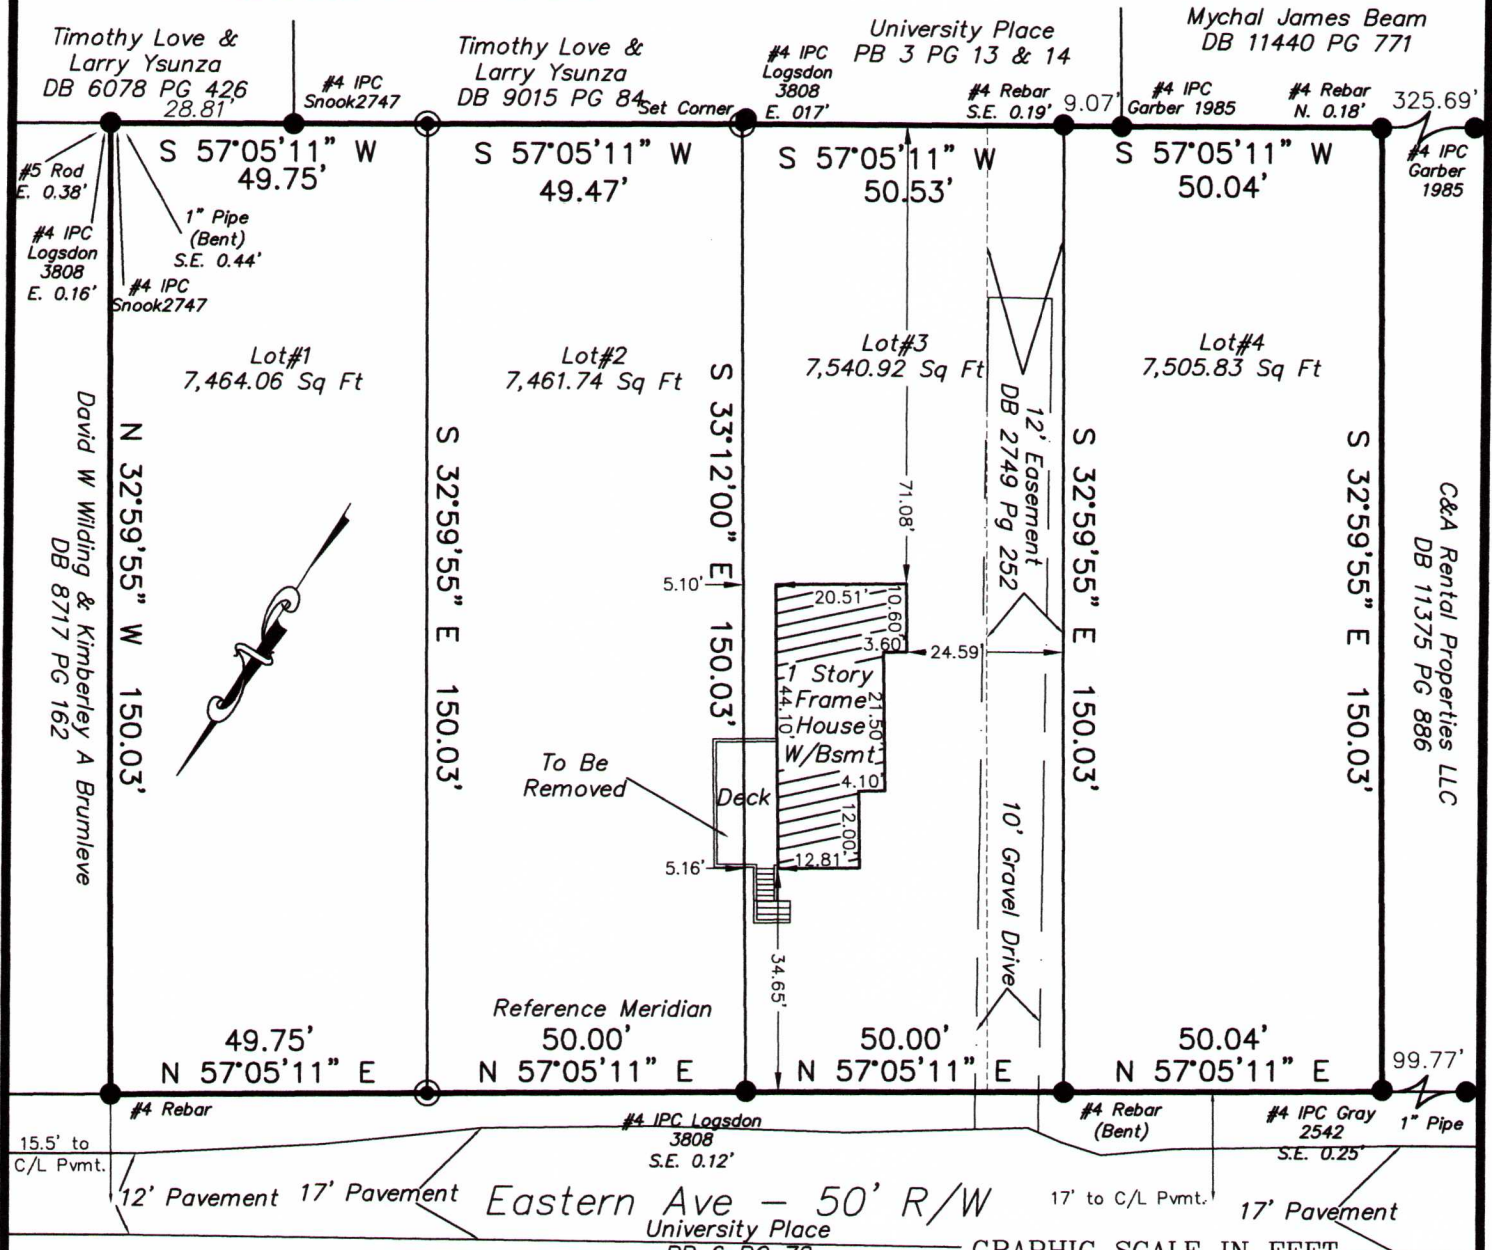 Timothy Love &
Larry Ysunza
DB 6078 PG 426
28.81'
#4 IPC
Snook2747
Timothy Love &
Larry Ysunza
DB 9015 PG 84
Set Corner
#4 IPC
Logsdon
3808
E. 017'
University Place
PB 3 PG 13 & 14
#4 Rebar
S.E. 0.19'
9.07'
Mychal James Beam
DB 11440 PG 771
#4 IPC
Garber 1985
#4 Rebar
N. 0.18'
325.69'
#4 IPC
Garber
1985
#5 Rod
E. 0.38'
#4 IPC
Logsdon
3808
E. 0.16'
1" Pipe
(Bent)
S.E. 0.44'
#4 IPC
Snook2747
S 57°05'11" W
49.75'
S 57°05'11" W
49.47'
S 57°05'11" W
50.53'
S 57°05'11" W
50.04'
Lot#1
7,464.06 Sq Ft
Lot#2
7,461.74 Sq Ft
Lot#3
7,540.92 Sq Ft
Lot#4
7,505.83 Sq Ft
David W Wilding & Kimberley A Brumleve
DB 8717 PG 162
N 32°59'55" W 150.03'
S 32°59'55" E 150.03'
S 33°12'00" E 150.03'
71.08'
12' Easement
DB 2749 Pg 252
S 32°59'55" E 150.03'
S 32°59'55" E 150.03'
C&A Rental Properties LLC
DB 11375 PG 886
5.10'
20.51'
10.60'
3.60'
24.59'
1 Story
Frame
House
W/Bsmt
44.10'
21.50'
4.10'
12.00'
12.81'
To Be
Removed
Deck
5.16'
34.65'
10' Gravel Drive
Reference Meridian
49.75'
N 57°05'11" E
50.00'
N 57°05'11" E
50.00'
N 57°05'11" E
50.04'
N 57°05'11" E
99.77'
#4 Rebar
#4 IPC Logsdon
3808
S.E. 0.12'
#4 Rebar
(Bent)
#4 IPC Gray
2542
S.E. 0.25'
1" Pipe
15.5' to
C/L Pvmt.
12' Pavement
17' Pavement
Eastern Ave - 50' R/W
17' to C/L Pvmt.
17' Pavement
University Place
PB 6 PG 72
GRAPHIC SCALE IN FEET